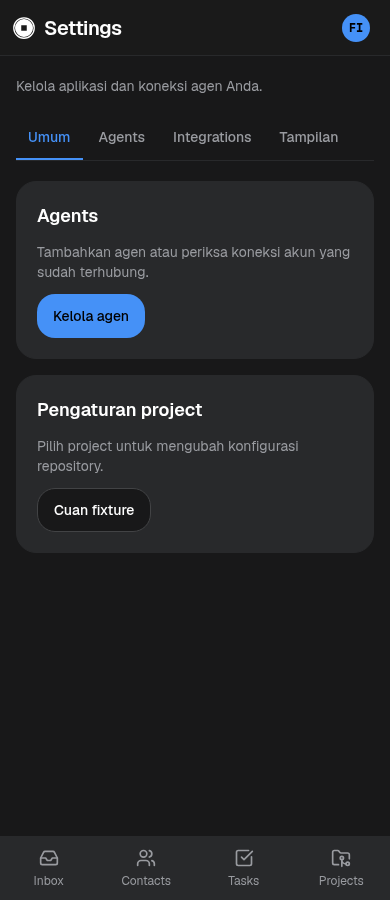 Settings
FI
Kelola aplikasi dan koneksi agen Anda.
Umum
Agents
Integrations
Tampilan
Agents
Tambahkan agen atau periksa koneksi akun yang
sudah terhubung.
Kelola agen
Pengaturan project
Pilih project untuk mengubah konfigurasi
repository.
Cuan fixture
Inbox
Contacts
Tasks
Projects